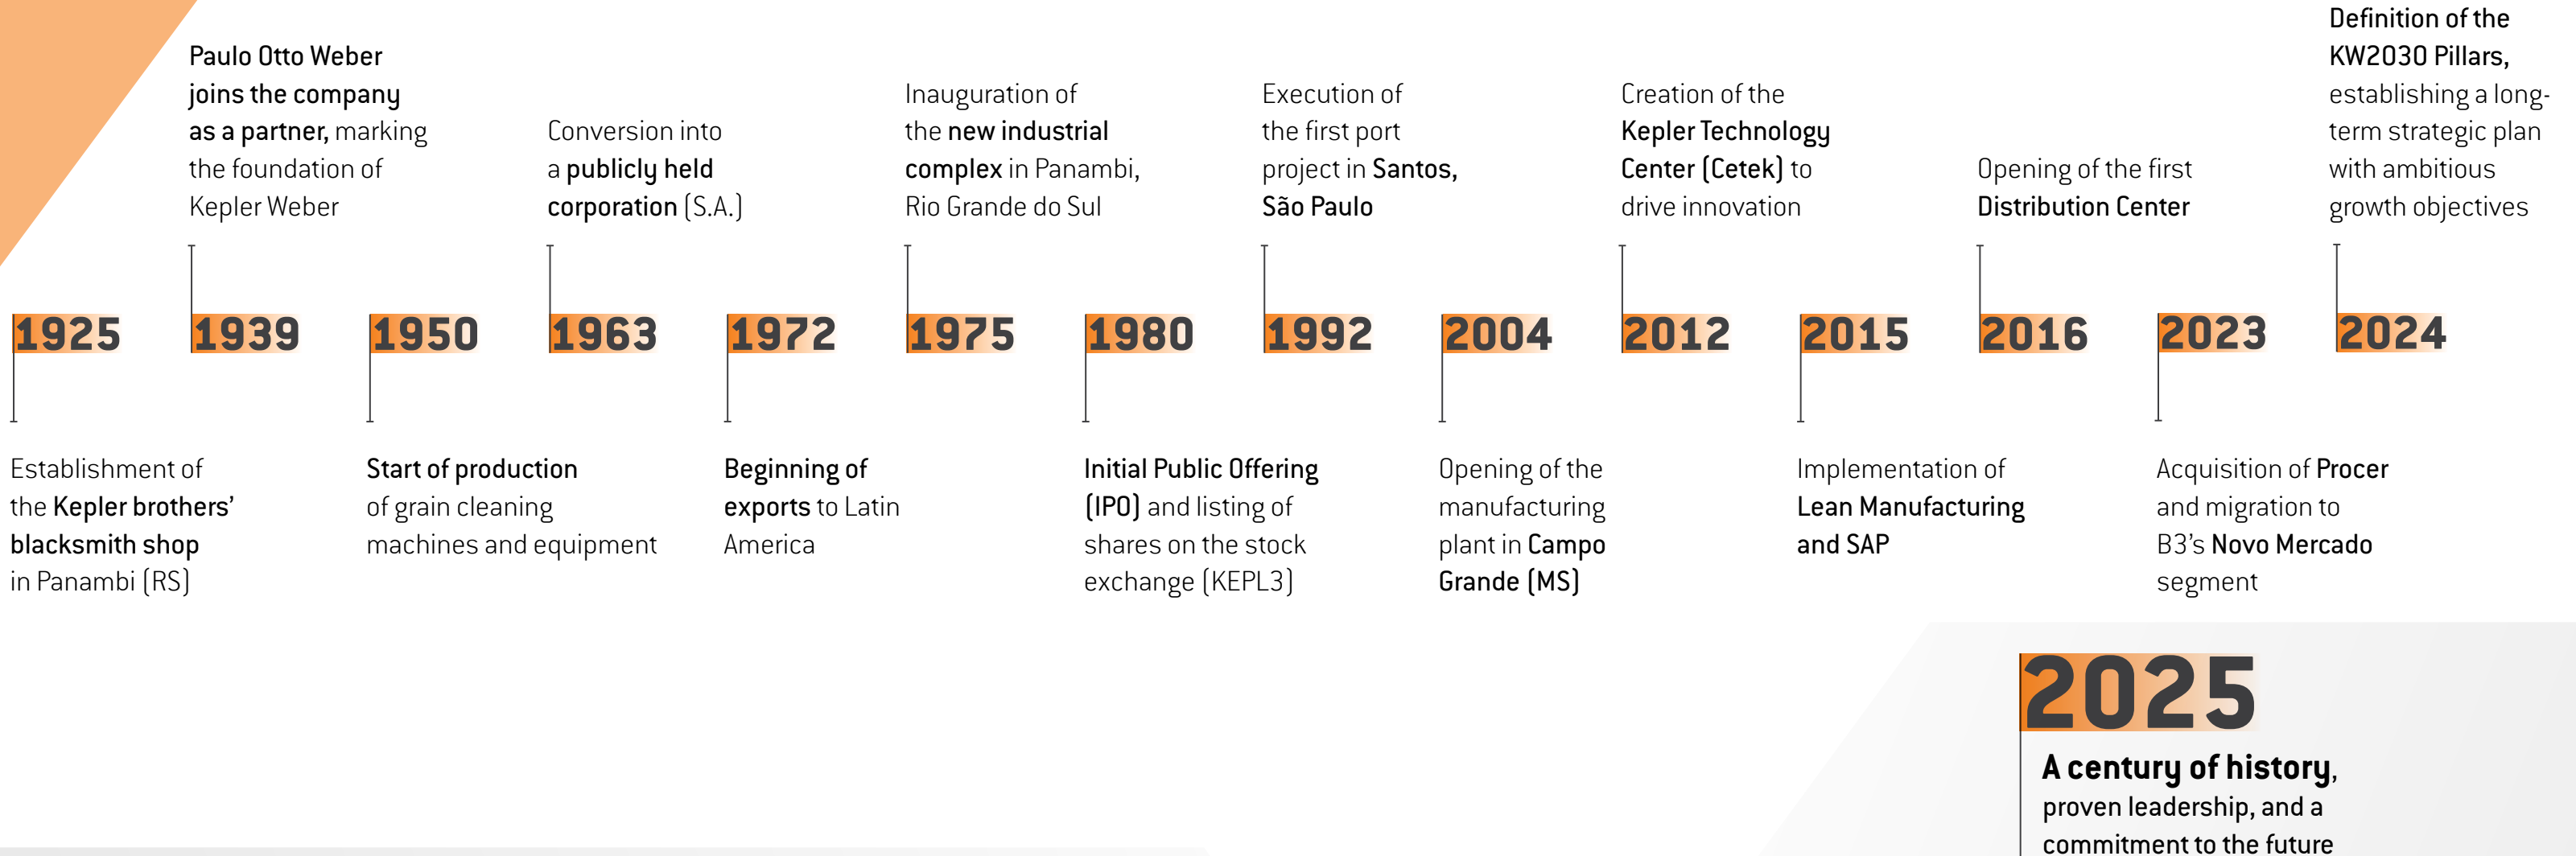 1925
Establishment of
the Kepler brothers’
blacksmith shop
in Panambi (RS)
Paulo Otto Weber
joins the company
as a partner, marking
the foundation of
Kepler Weber
1939
1950
Start of production
of grain cleaning
machines and equipment
Conversion into
a publicly held
corporation (S.A.)
1963
1972
Beginning of
exports to Latin
America
Inauguration of
the new industrial
complex in Panambi,
Rio Grande do Sul
1975
1980
Initial Public Offering
(IPO) and listing of
shares on the stock
exchange (KEPL3)
Execution of
the first port
project in Santos,
São Paulo
1992
2004
Opening of the
manufacturing
plant in Campo
Grande (MS)
Creation of the
Kepler Technology
Center (Cetek) to
drive innovation
2012
2015
Implementation of
Lean Manufacturing
and SAP
Opening of the first
Distribution Center
2016
2023
Acquisition of Procer
and migration to
B3’s Novo Mercado
segment
Definition of the
KW2030 Pillars,
establishing a long-
term strategic plan
with ambitious
growth objectives
2024
2025
A century of history,
proven leadership, and a
commitment to the future